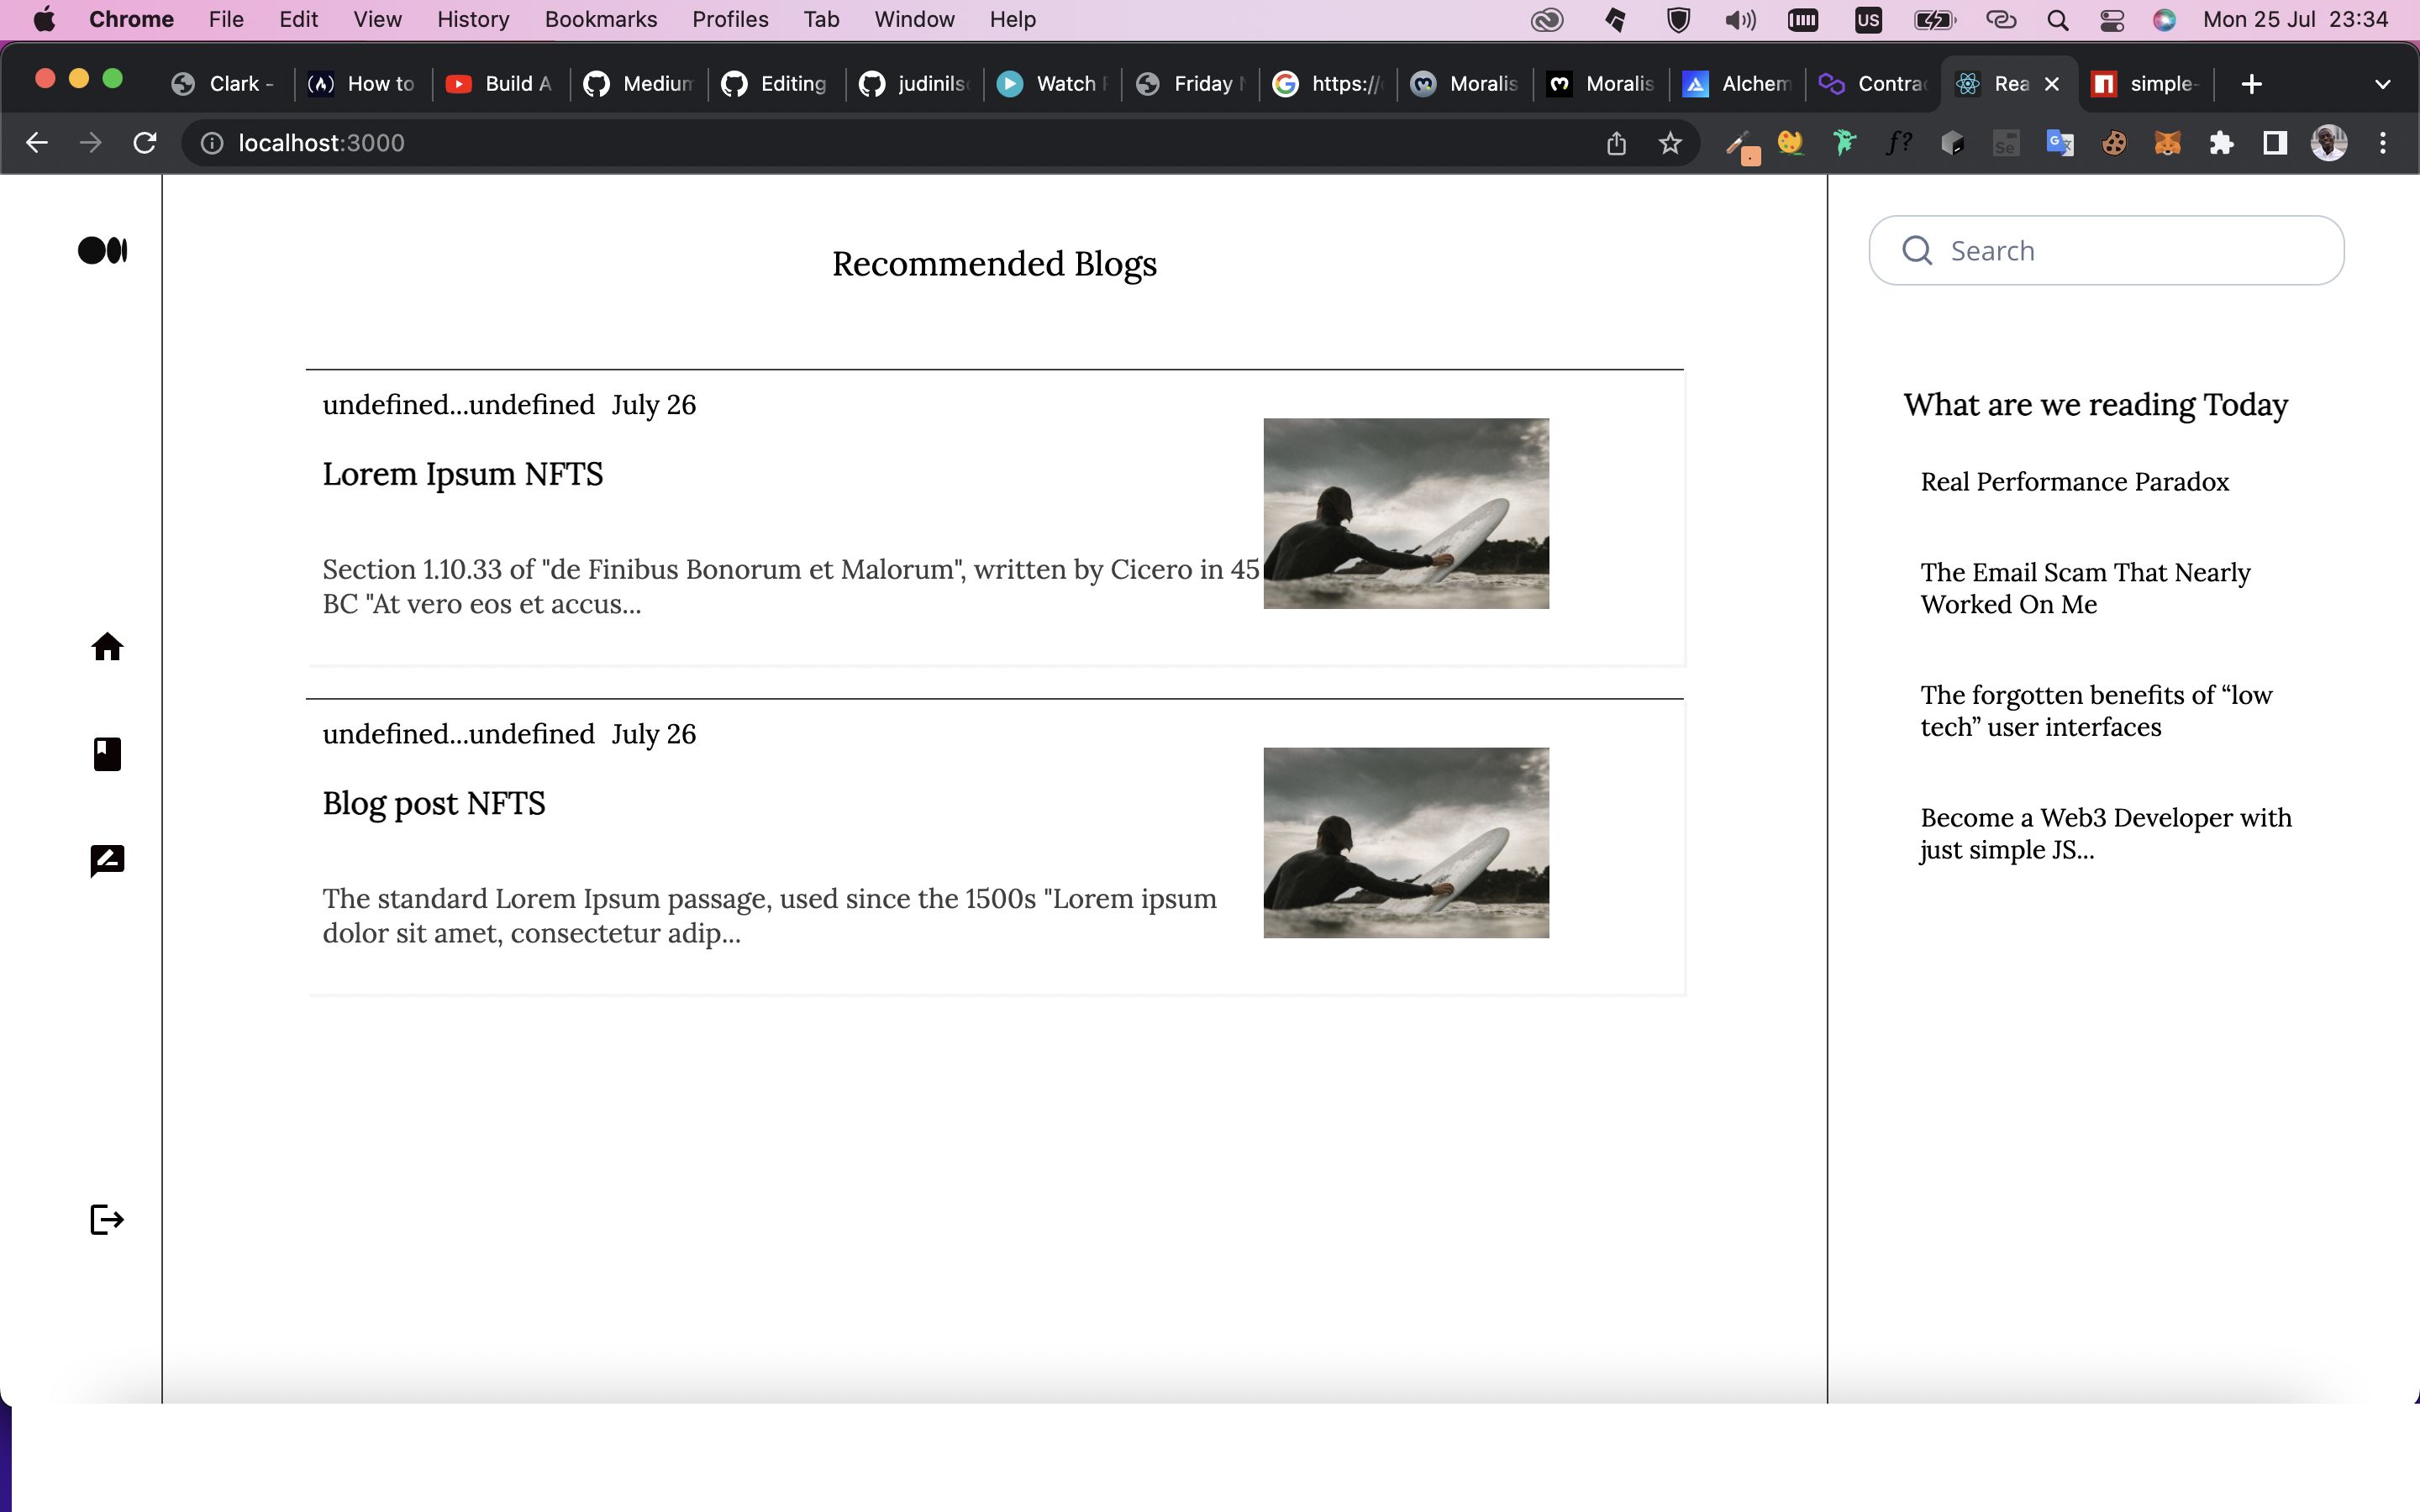 Chrome File Edit View History Bookmarks Profiles Tab Window Help US Mon 25 Jul 23:34
Clark - How to Build A Medium Editing judinils Watch Friday https:// Moralis Moralis Alchem Contra Rea simple-
localhost:3000
Search
Recommended Blogs
undefined...undefined July 26
Lorem Ipsum NFTS
Section 1.10.33 of "de Finibus Bonorum et Malorum", written by Cicero in 45
BC "At vero eos et accus...
undefined...undefined July 26
Blog post NFTS
The standard Lorem Ipsum passage, used since the 1500s "Lorem ipsum
dolor sit amet, consectetur adip...
What are we reading Today
Real Performance Paradox
The Email Scam That Nearly
Worked On Me
The forgotten benefits of “low
tech” user interfaces
Become a Web3 Developer with
just simple JS...